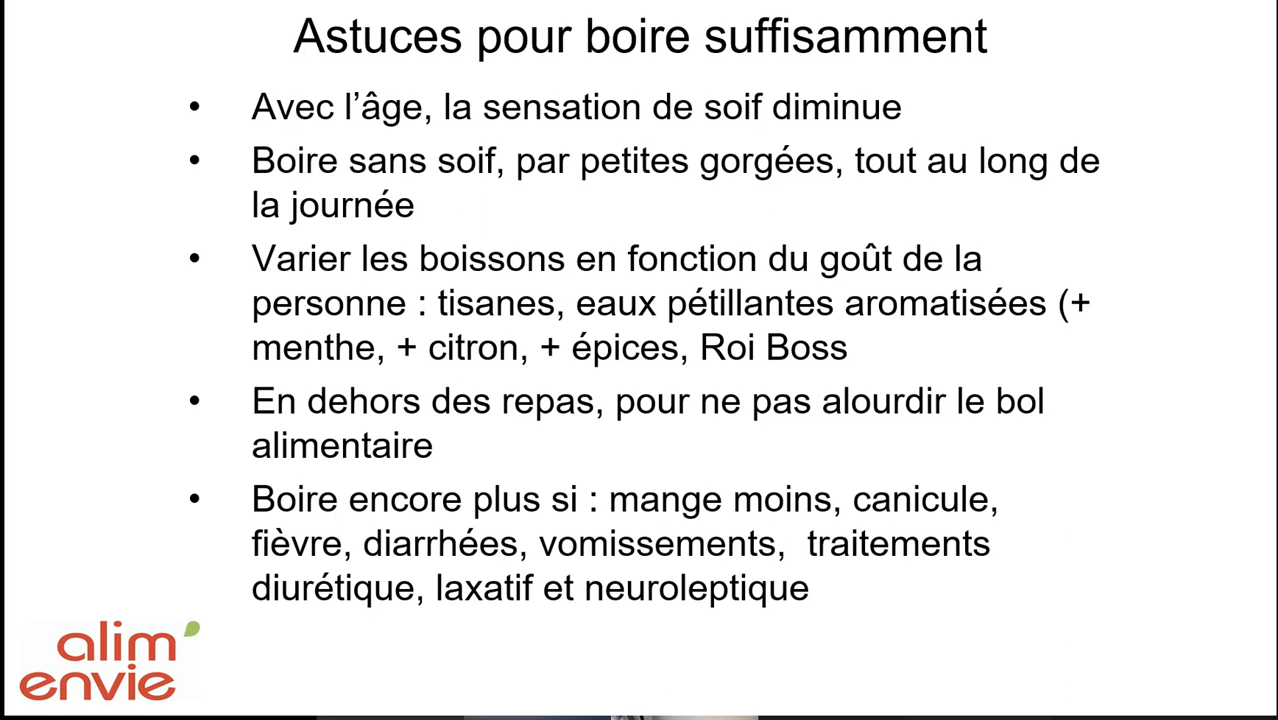 Astuces pour boire suffisamment
• Avec l’âge, la sensation de soif diminue
• Boire sans soif, par petites gorgées, tout au long de
la journée
• Varier les boissons en fonction du goût de la
personne : tisanes, eaux pétillantes aromatisées (+
menthe, + citron, + épices, Roi Boss
• En dehors des repas, pour ne pas alourdir le bol
alimentaire
• Boire encore plus si : mange moins, canicule,
fièvre, diarrhées, vomissements,  traitements
diurétique, laxatif et neuroleptique
alim’
envie